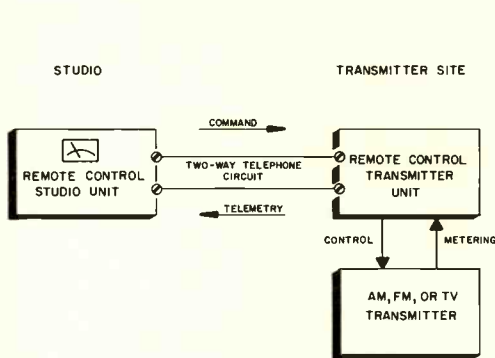 STUDIO
TRANSMITTER SITE
COMMAND
REMOTE CONTROL
STUDIO UNIT
TWO-WAY TELEPHONE
CIRCUIT
REMOTE CONTROL
TRANSMITTER
UNIT
TELEMETRY
CONTROL
METERING
AM, FM, OR TV
TRANSMITTER